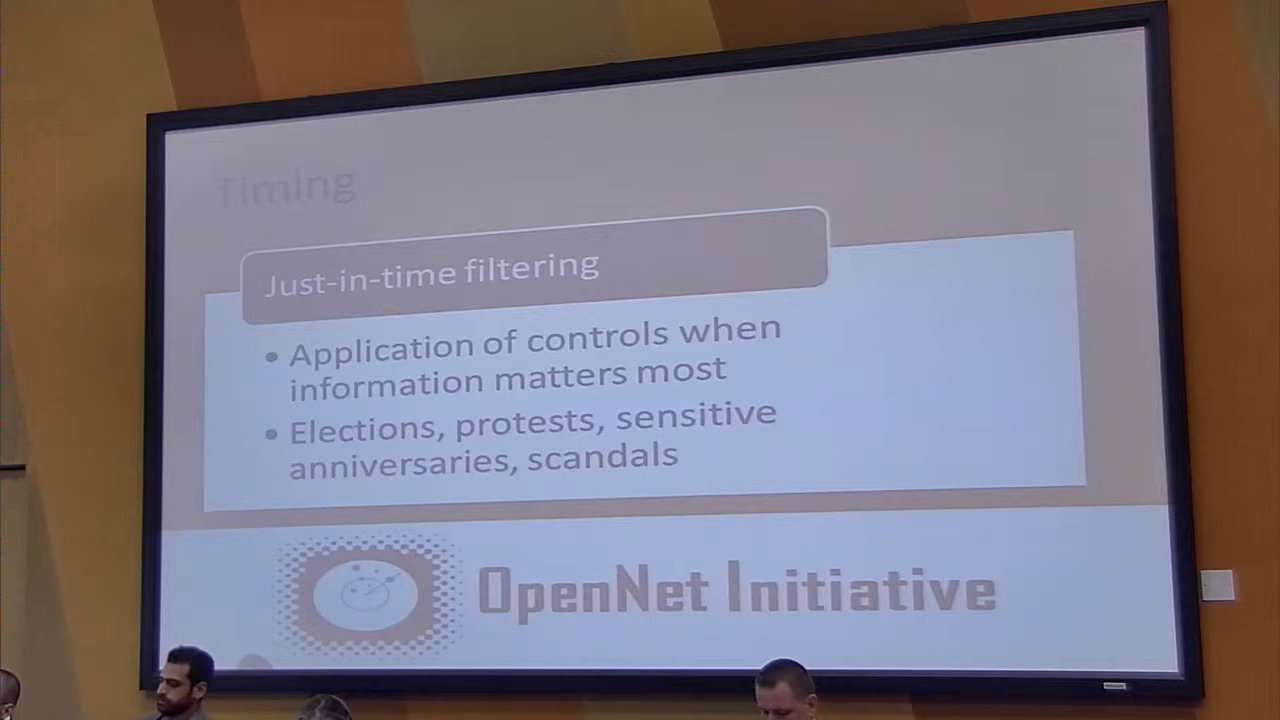 Timing
Just-in-time filtering
• Application of controls when
information matters most
• Elections, protests, sensitive
anniversaries, scandals
OpenNet Initiative